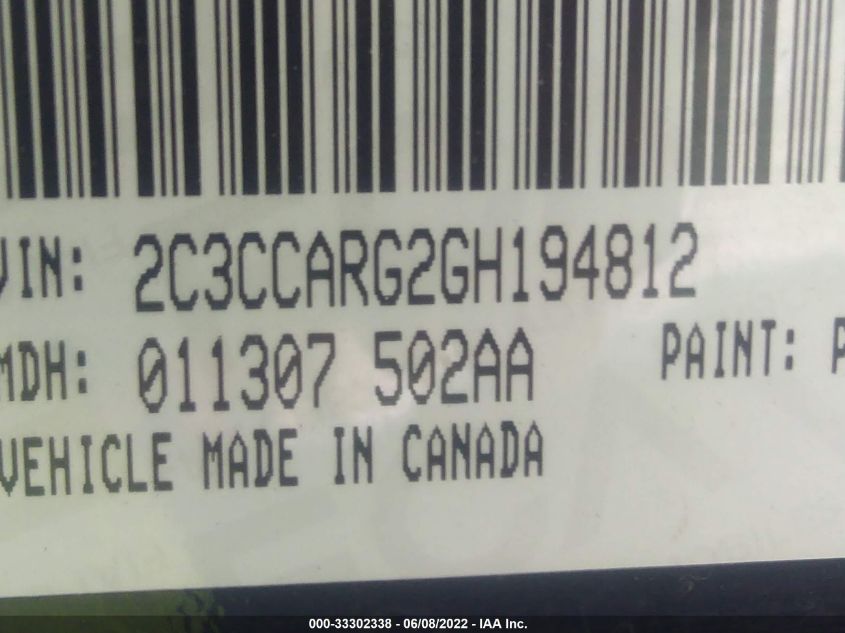 VIN: 2C3CCARG2GH194812
MDH: 011307 502AA PAINT: P
VEHICLE MADE IN CANADA
000-33302338 - 06/08/2022 - IAA Inc.